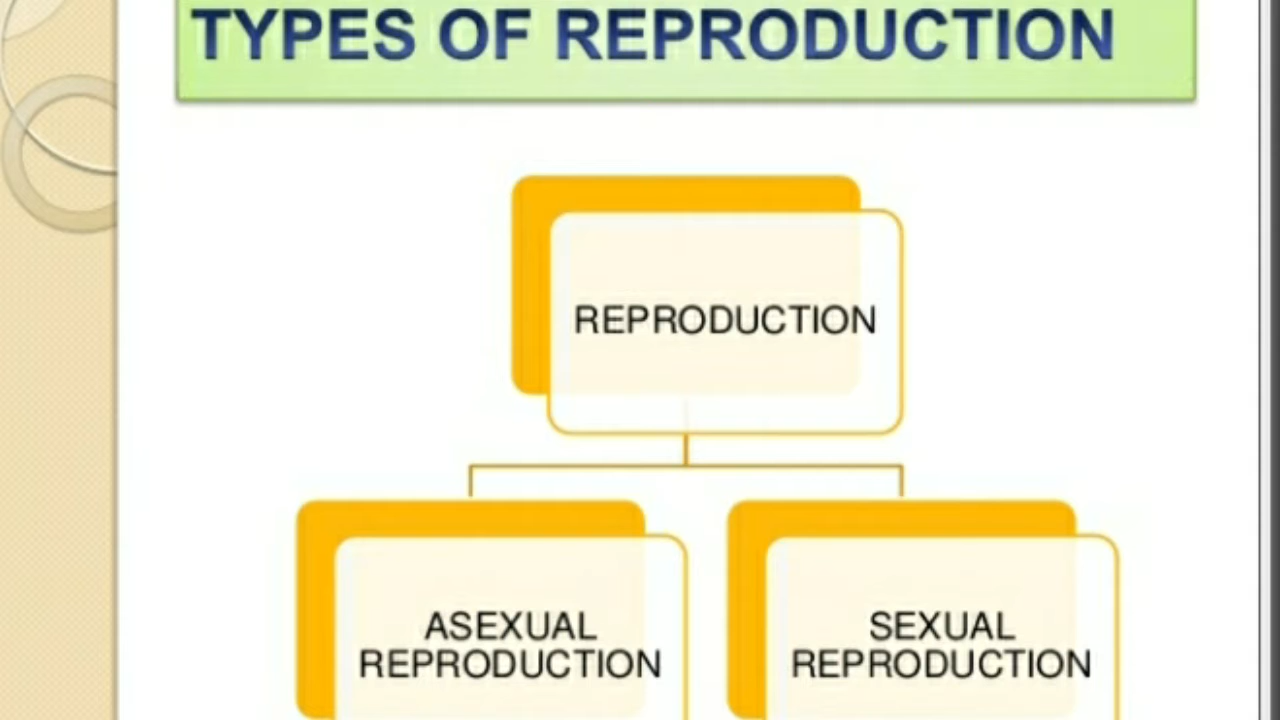 TYPES OF REPRODUCTION
REPRODUCTION
ASEXUAL
REPRODUCTION
SEXUAL
REPRODUCTION